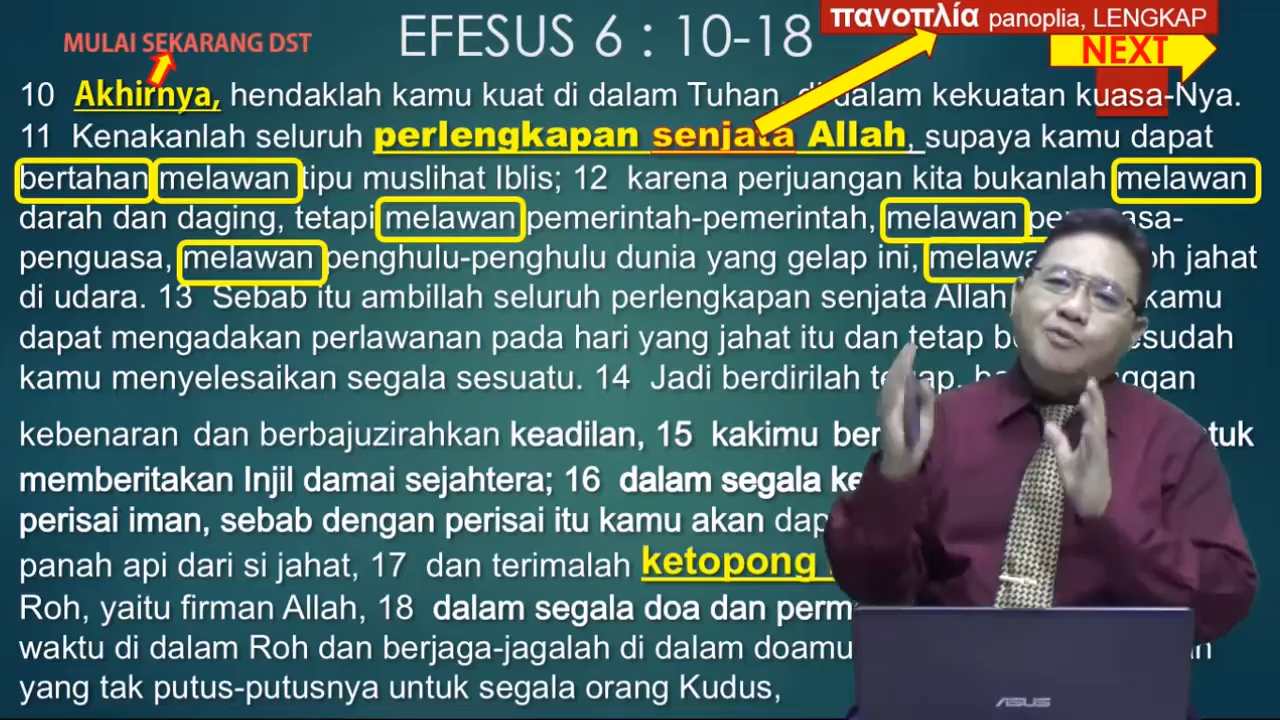 EFESUS 6 : 10-18
πανοπλία panoplia, LENGKAP
MULAI SEKARANG DST
NEXT
10 Akhirnya, hendaklah kamu kuat di dalam Tuhan, di dalam kekuatan kuasa-Nya.
11 Kenakanlah seluruh perlengkapan senjata Allah, supaya kamu dapat
bertahan melawan tipu muslihat Iblis; 12 karena perjuangan kita bukanlah melawan
darah dan daging, tetapi melawan pemerintah-pemerintah, melawan
penguasa, melawan penghulu-penghulu dunia yang gelap ini, jahat
di udara. 13 Sebab itu ambillah seluruh perlengkapan senjata Allah kamu
dapat mengadakan perlawanan pada hari yang jahat itu dan tetap
kamu menyelesaikan segala sesuatu. 14 Jadi berdirilah
kebenaran dan berbajuzirahkan keadilan, 15 kakimu
memberitakan Injil damai sejahtera; 16 dalam segala
perisai iman, sebab dengan perisai itu kamu akan
panah api dari si jahat, 17 dan terimalah ketopong
Roh, yaitu firman Allah, 18 dalam segala doa dan
waktu di dalam Roh dan berjaga-jagalah di dalam doamu
yang tak putus-putusnya untuk segala orang Kudus,
ASUS